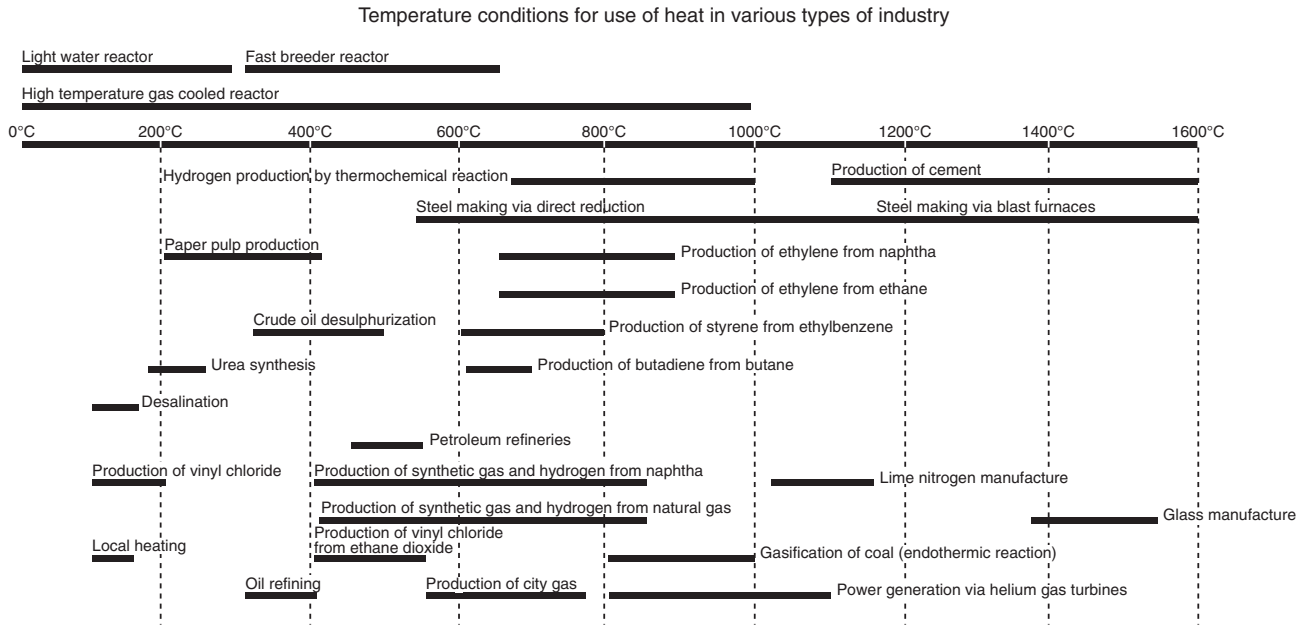 Temperature conditions for use of heat in various types of industry
Light water reactor
Fast breeder reactor
High temperature gas cooled reactor
0°C 200°C 400°C 600°C 800°C 1000°C 1200°C 1400°C 1600°C
Hydrogen production by thermochemical reaction
Production of cement
Steel making via direct reduction
Steel making via blast furnaces
Paper pulp production
Production of ethylene from naphtha
Production of ethylene from ethane
Crude oil desulphurization
Production of styrene from ethylbenzene
Urea synthesis
Production of butadiene from butane
Desalination
Petroleum refineries
Production of vinyl chloride
Production of synthetic gas and hydrogen from naphtha
Lime nitrogen manufacture
Production of synthetic gas and hydrogen from natural gas
Glass manufacture
Local heating
Production of vinyl chloride
from ethane dioxide
Gasification of coal (endothermic reaction)
Oil refining
Production of city gas
Power generation via helium gas turbines